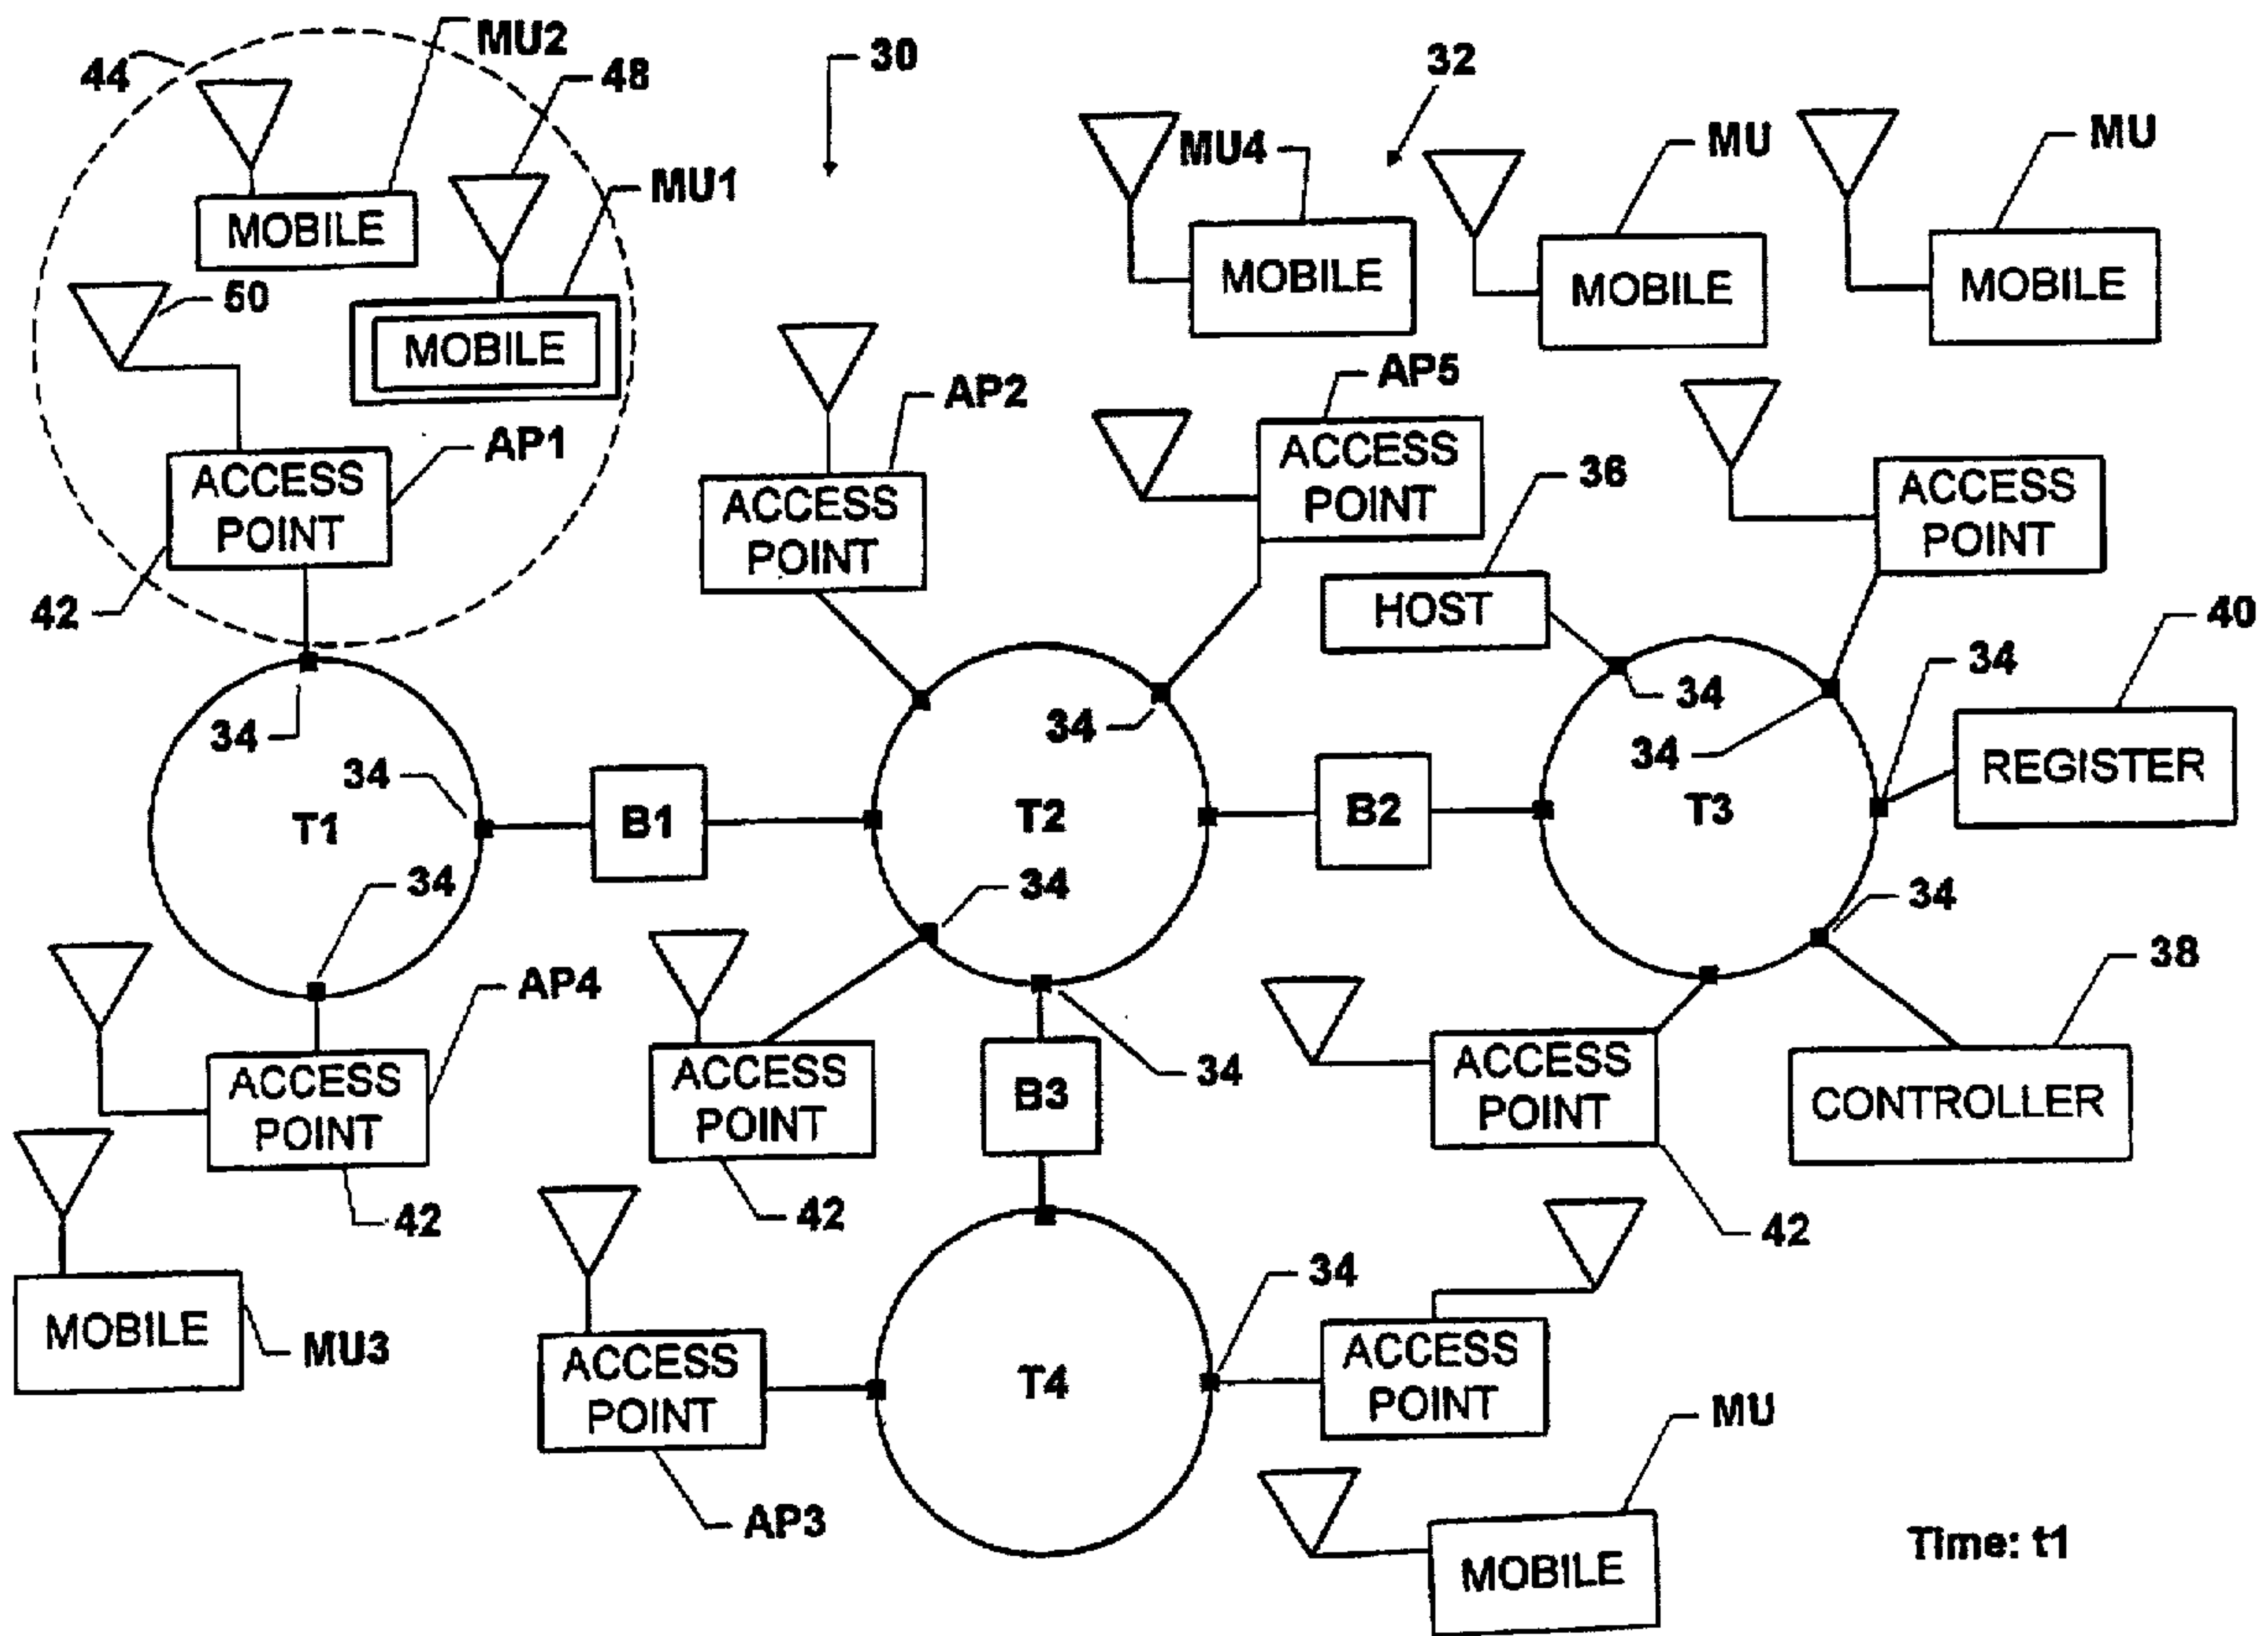 44
MU2
48
30
32
MU4
MU
MU
MOBILE
MU1
MOBILE
MOBILE
MOBILE
50
MOBILE
AP2
AP5
AP1
ACCESS
POINT
36
ACCESS
POINT
ACCESS
POINT
ACCESS
POINT
42
HOST
40
34
34
34
34
34
REGISTER
34
T1
B1
T2
B2
T3
34
34
34
AP4
38
ACCESS
POINT
ACCESS
POINT
B3
34
ACCESS
POINT
CONTROLLER
42
42
42
MOBILE
MU3
ACCESS
POINT
T4
34
ACCESS
POINT
MU
AP3
MOBILE
Time: t1